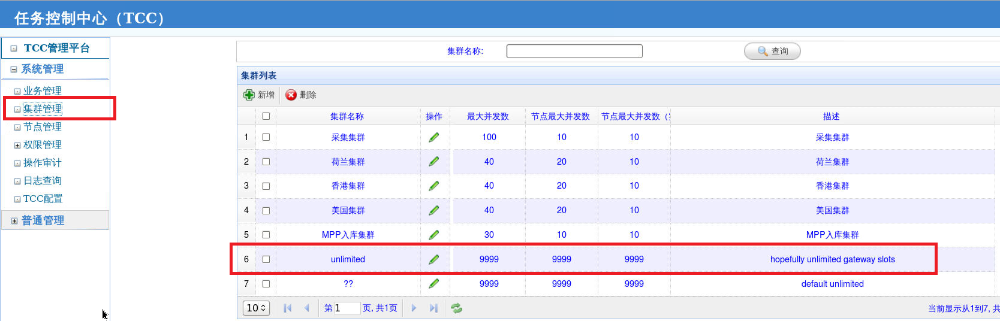 任务控制中心（TCC）
TCC管理平台
系统管理
业务管理
集群管理
节点管理
权限管理
操作审计
日志查询
TCC配置
普通管理
集群名称:
查询
集群列表
新增 删除
集群名称 操作 最大并发数 节点最大并发数 节点最大并发数（ 描述
1 采集集群 100 10 10 采集集群
2 荷兰集群 40 20 10 荷兰集群
3 香港集群 40 20 10 香港集群
4 美国集群 40 20 10 美国集群
5 MPP入库集群 30 10 10 MPP入库集群
6 unlimited 9999 9999 9999 hopefully unlimited gateway slots
7 ?? 9999 9999 9999 default unlimited
10 第 1 页, 共1页 当前显示从1到7, 共